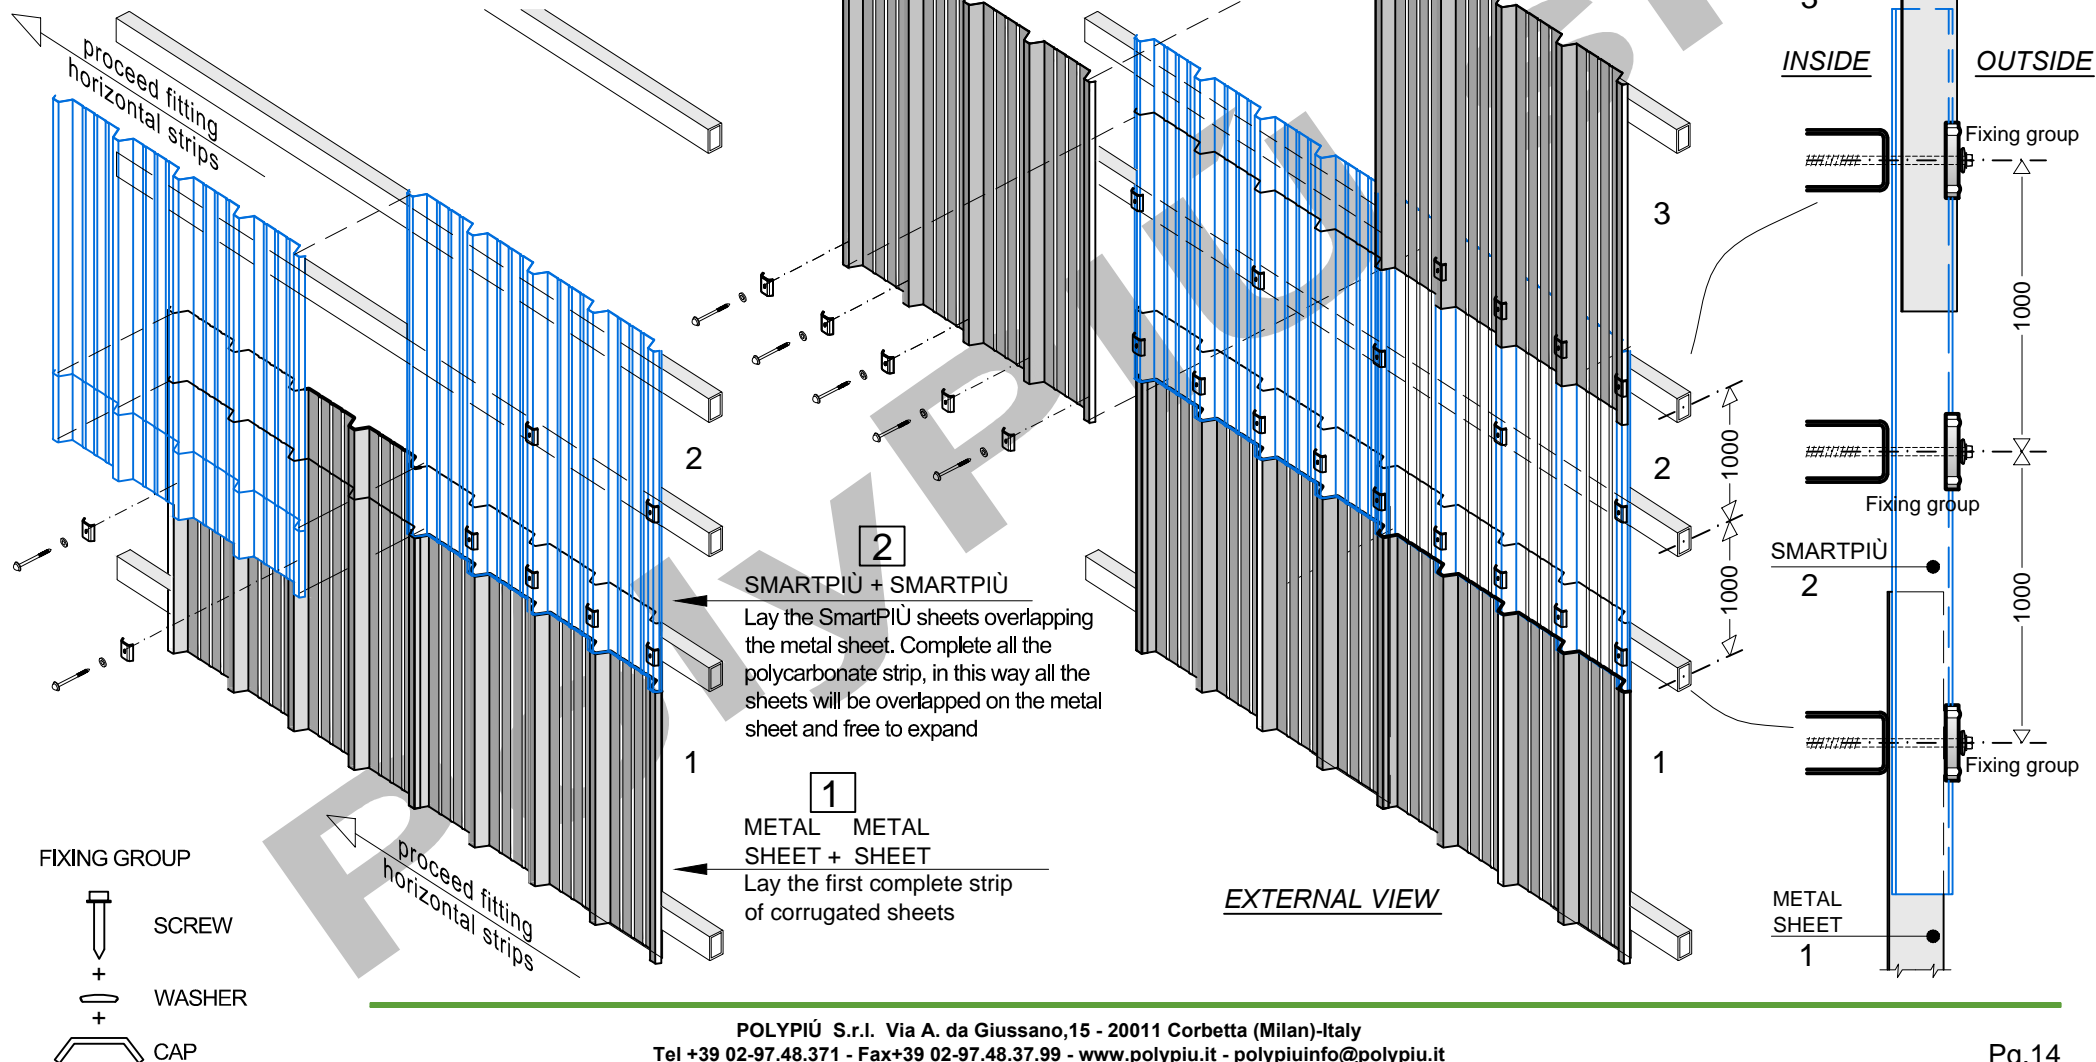 proceed fitting
horizontal strips
3
INSIDE
OUTSIDE
Fixing group
3
1000
2
2
1000
Fixing group
2
SMARTPIÙ + SMARTPIÙ
Lay the SmartPIÙ sheets overlapping
the metal sheet. Complete all the
polycarbonate strip, in this way all the
sheets will be overlapped on the metal
sheet and free to expand
1000
SMARTPIÙ
2
1000
1
1
Fixing group
1
METAL METAL
SHEET + SHEET
Lay the first complete strip
of corrugated sheets
proceed fitting
horizontal strips
EXTERNAL VIEW
METAL
SHEET
1
FIXING GROUP
SCREW
+
WASHER
+
CAP
POLYPIÚ
POLYPIÚ S.r.l. Via A. da Giussano,15 - 20011 Corbetta (Milan)-Italy
Tel +39 02-97.48.371 - Fax+39 02-97.48.37.99 - www.polypiu.it - polypiuinfo@polypiu.it
Pg.14